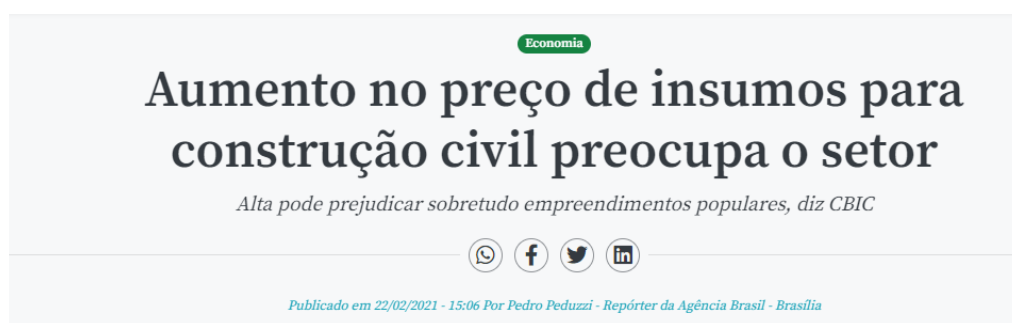 Economia
Aumento no preço de insumos para
construção civil preocupa o setor
Alta pode prejudicar sobretudo empreendimentos populares, diz CBIC
Publicado em 22/02/2021 - 15:06 Por Pedro Peduzzi - Repórter da Agência Brasil - Brasília